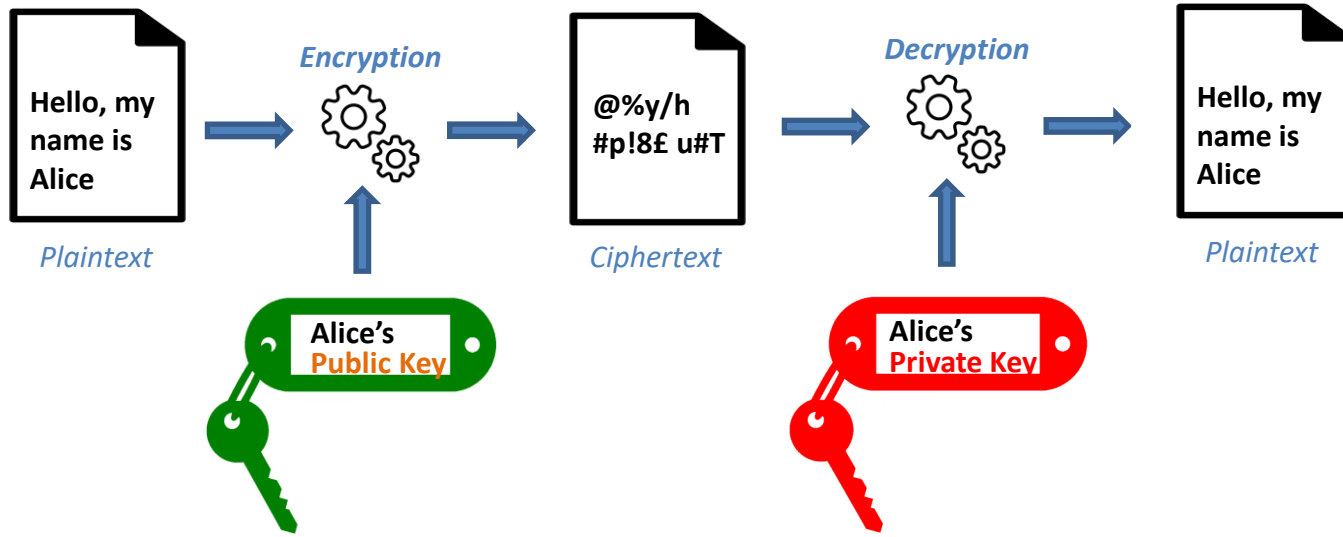 Hello, my
name is
Alice
Plaintext
Encryption
Alice’s
Public Key
@%y/h
#p!8£ u#T
Ciphertext
Decryption
Alice’s
Private Key
Hello, my
name is
Alice
Plaintext